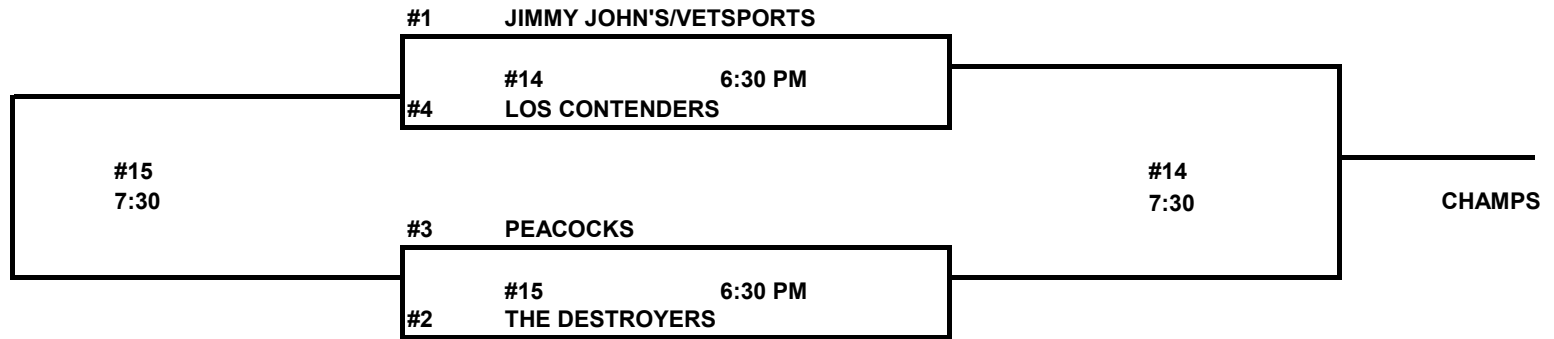 #1 JIMMY JOHN'S/VETSPORTS
#14 6:30 PM
#4 LOS CONTENDERS
#15 #14
7:30 7:30 CHAMPS
#3 PEACOCKS
#15 6:30 PM
#2 THE DESTROYERS